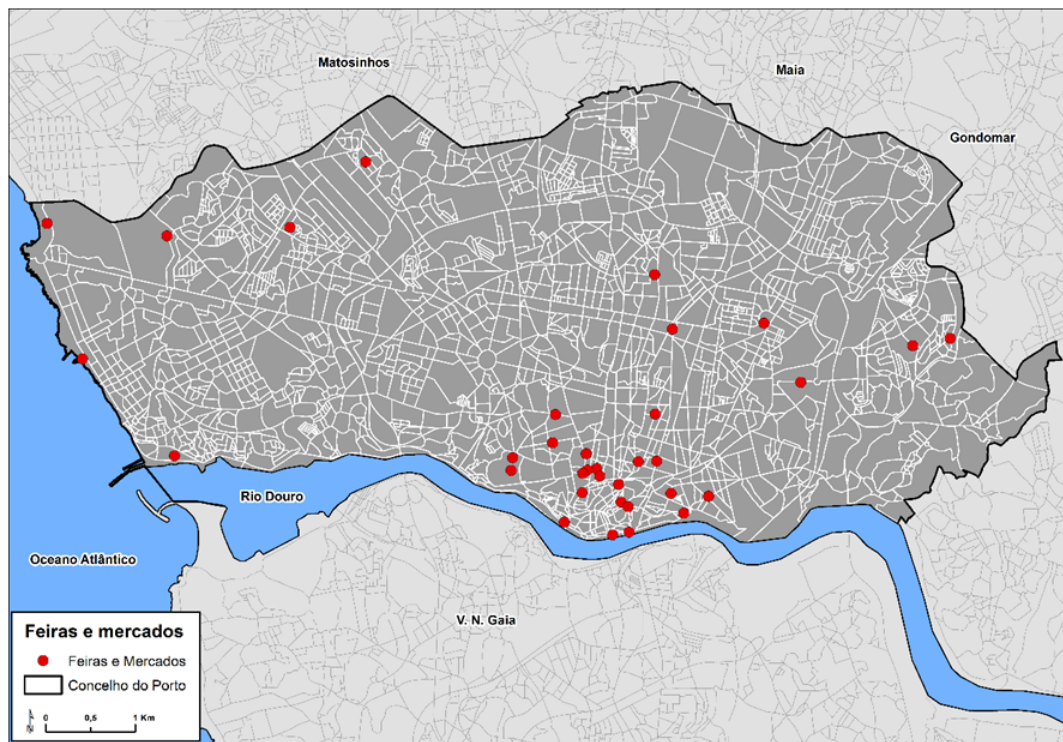 Matosinhos
Maia
Gondomar
Rio Douro
Oceano Atlântico
V. N. Gaia
Feiras e mercados
Feiras e Mercados
Concelho do Porto
N
0 0,5 1 Km